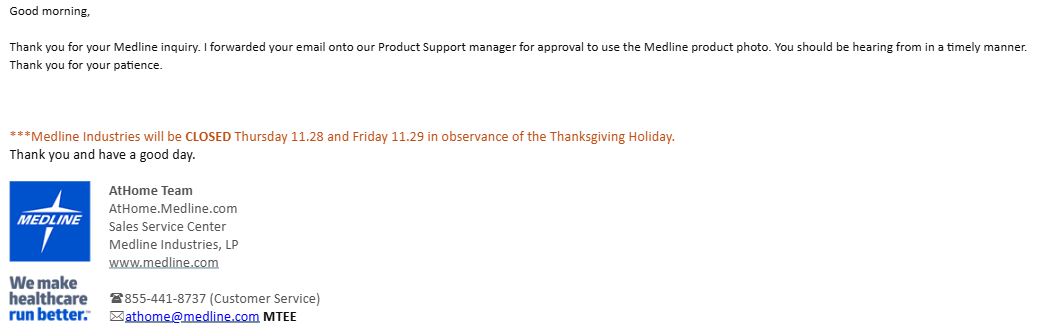 Good morning,
Thank you for your Medline inquiry. I forwarded your email onto our Product Support manager for approval to use the Medline product photo. You should be hearing from in a timely manner.
Thank you for your patience.
***Medline Industries will be CLOSED Thursday 11.28 and Friday 11.29 in observance of the Thanksgiving Holiday.
Thank you and have a good day.
MEDLINE
We make
healthcare
run better.™
AtHome Team
AtHome.Medline.com
Sales Service Center
Medline Industries, LP
www.medline.com
☎855-441-8737 (Customer Service)
✉athome@medline.com MTEE